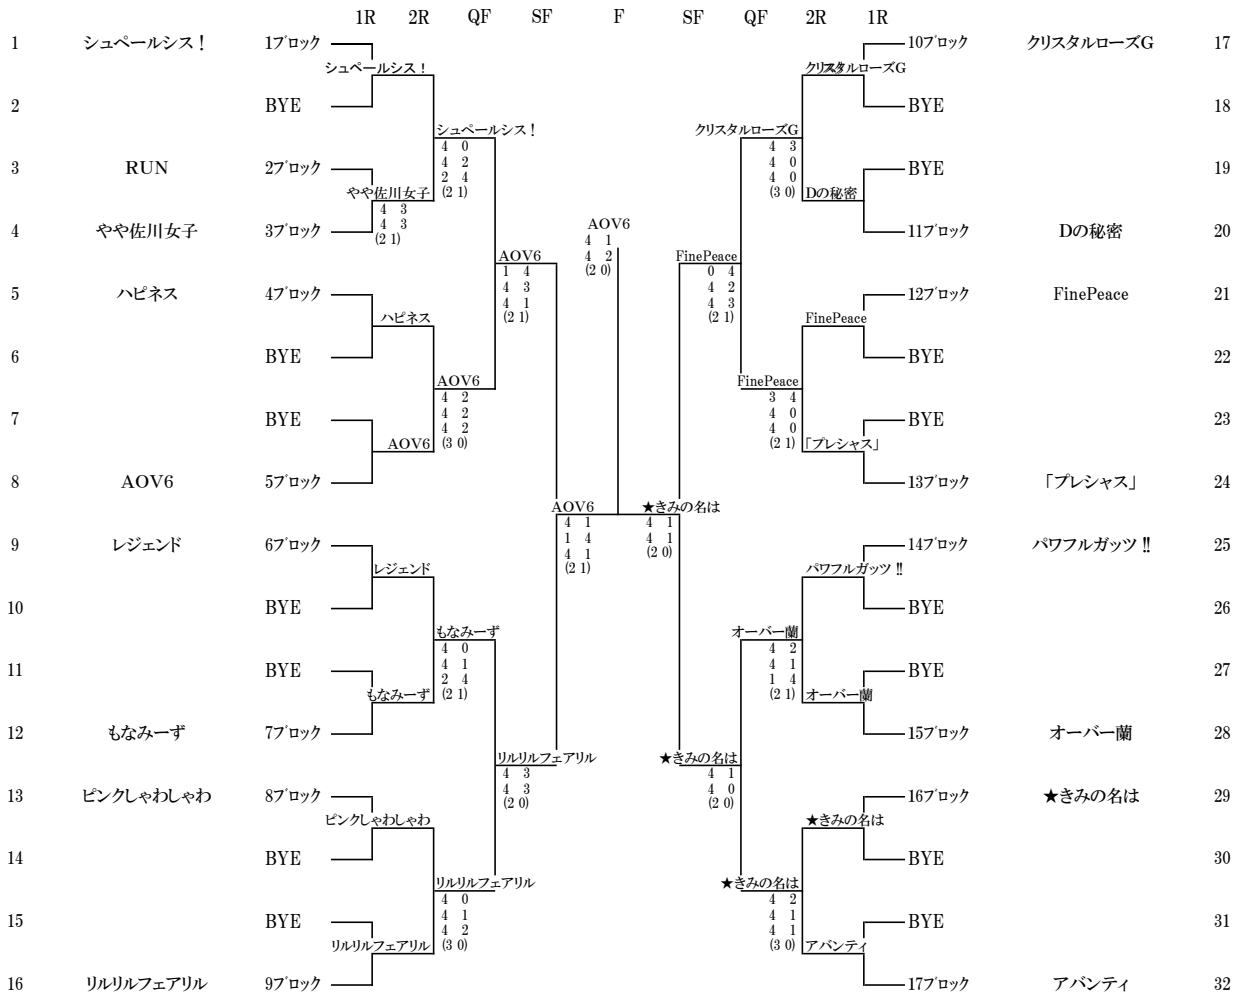 1R 2R QF SF F SF QF 2R 1R
1 シュペールシス！ 1ブロック 10ブロック クリスタルローズG 17
シュペールシス！ クリスタルローズG
2 BYE BYE 18
シュペールシス！ クリスタルローズG
4 0 4 3
4 2 4 0
3 RUN 2ブロック BYE 19
2 4 4 0
やや佐川女子 (2 1) (3 0) Dの秘密
4 3
4 3 AOV6
4 やや佐川女子 3ブロック 11ブロック Dの秘密 20
(2 1) 4 1
AOV6 4 2 FinePeace
1 4 (2 0) 0 4
4 3 4 2
5 ハピネス 4ブロック 12ブロック FinePeace 21
4 1 4 3
ハピネス (2 1) (2 1) FinePeace
6 BYE BYE 22
AOV6 FinePeace
4 2 3 4
4 2 4 0
7 BYE BYE 23
4 2 4 0
AOV6 (3 0) (2 1) 「プレシャス」
8 AOV6 5ブロック 13ブロック 「プレシャス」 24
AOV6 ★きみの名は
4 1 4 1
1 4 4 1
9 レジェンド 6ブロック 14ブロック パワフルガッツ‼ 25
4 1 (2 0)
レジェンド (2 1) パワフルガッツ‼
10 BYE BYE 26
もなみーず オーバー蘭
4 0 4 2
4 1 4 1
11 BYE BYE 27
2 4 1 4
もなみーず (2 1) (2 1) オーバー蘭
12 もなみーず 7ブロック 15ブロック オーバー蘭 28
リルリルフェアリル ★きみの名は
4 3 4 1
4 3 4 0
13 ピンクしゃわしゃわ 8ブロック 16ブロック ★きみの名は 29
(2 0) (2 0)
ピンクしゃわしゃわ ★きみの名は
14 BYE BYE 30
リルリルフェアリル ★きみの名は
4 0 4 2
4 1 4 1
15 BYE BYE 31
4 2 4 1
リルリルフェアリル (3 0) (3 0) アバンティ
16 リルリルフェアリル 9ブロック 17ブロック アバンティ 32